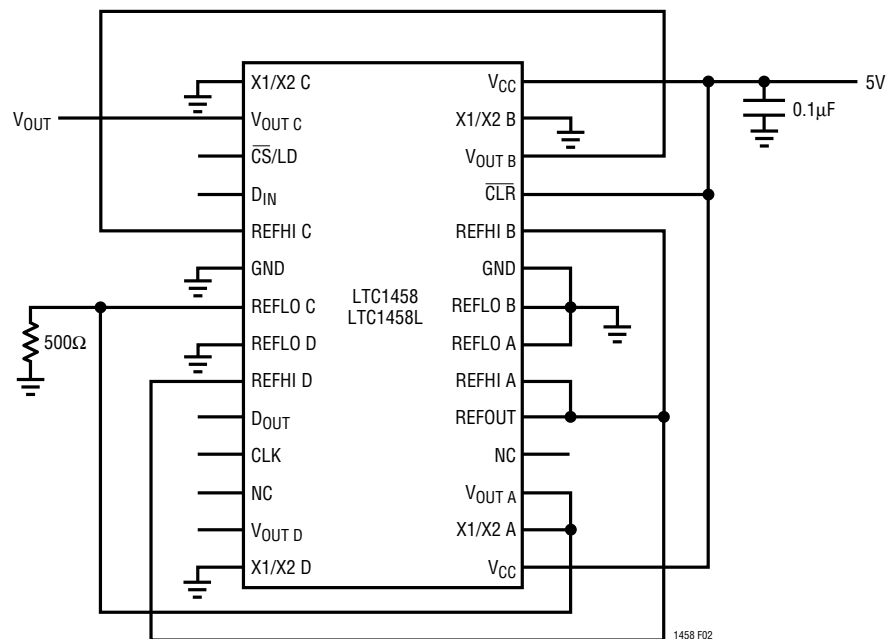 X1/X2 C
V_OUT C
CS/LD
D_IN
REFHI C
GND
REFLO C
REFLO D
REFHI D
D_OUT
CLK
NC
V_OUT D
X1/X2 D
V_OUT
500Ω
LTC1458
LTC1458L
V_CC
X1/X2 B
V_OUT B
CLR
REFHI B
GND
REFLO B
REFLO A
REFHI A
REFOUT
NC
V_OUT A
X1/X2 A
V_CC
5V
0.1µF
1458 F02